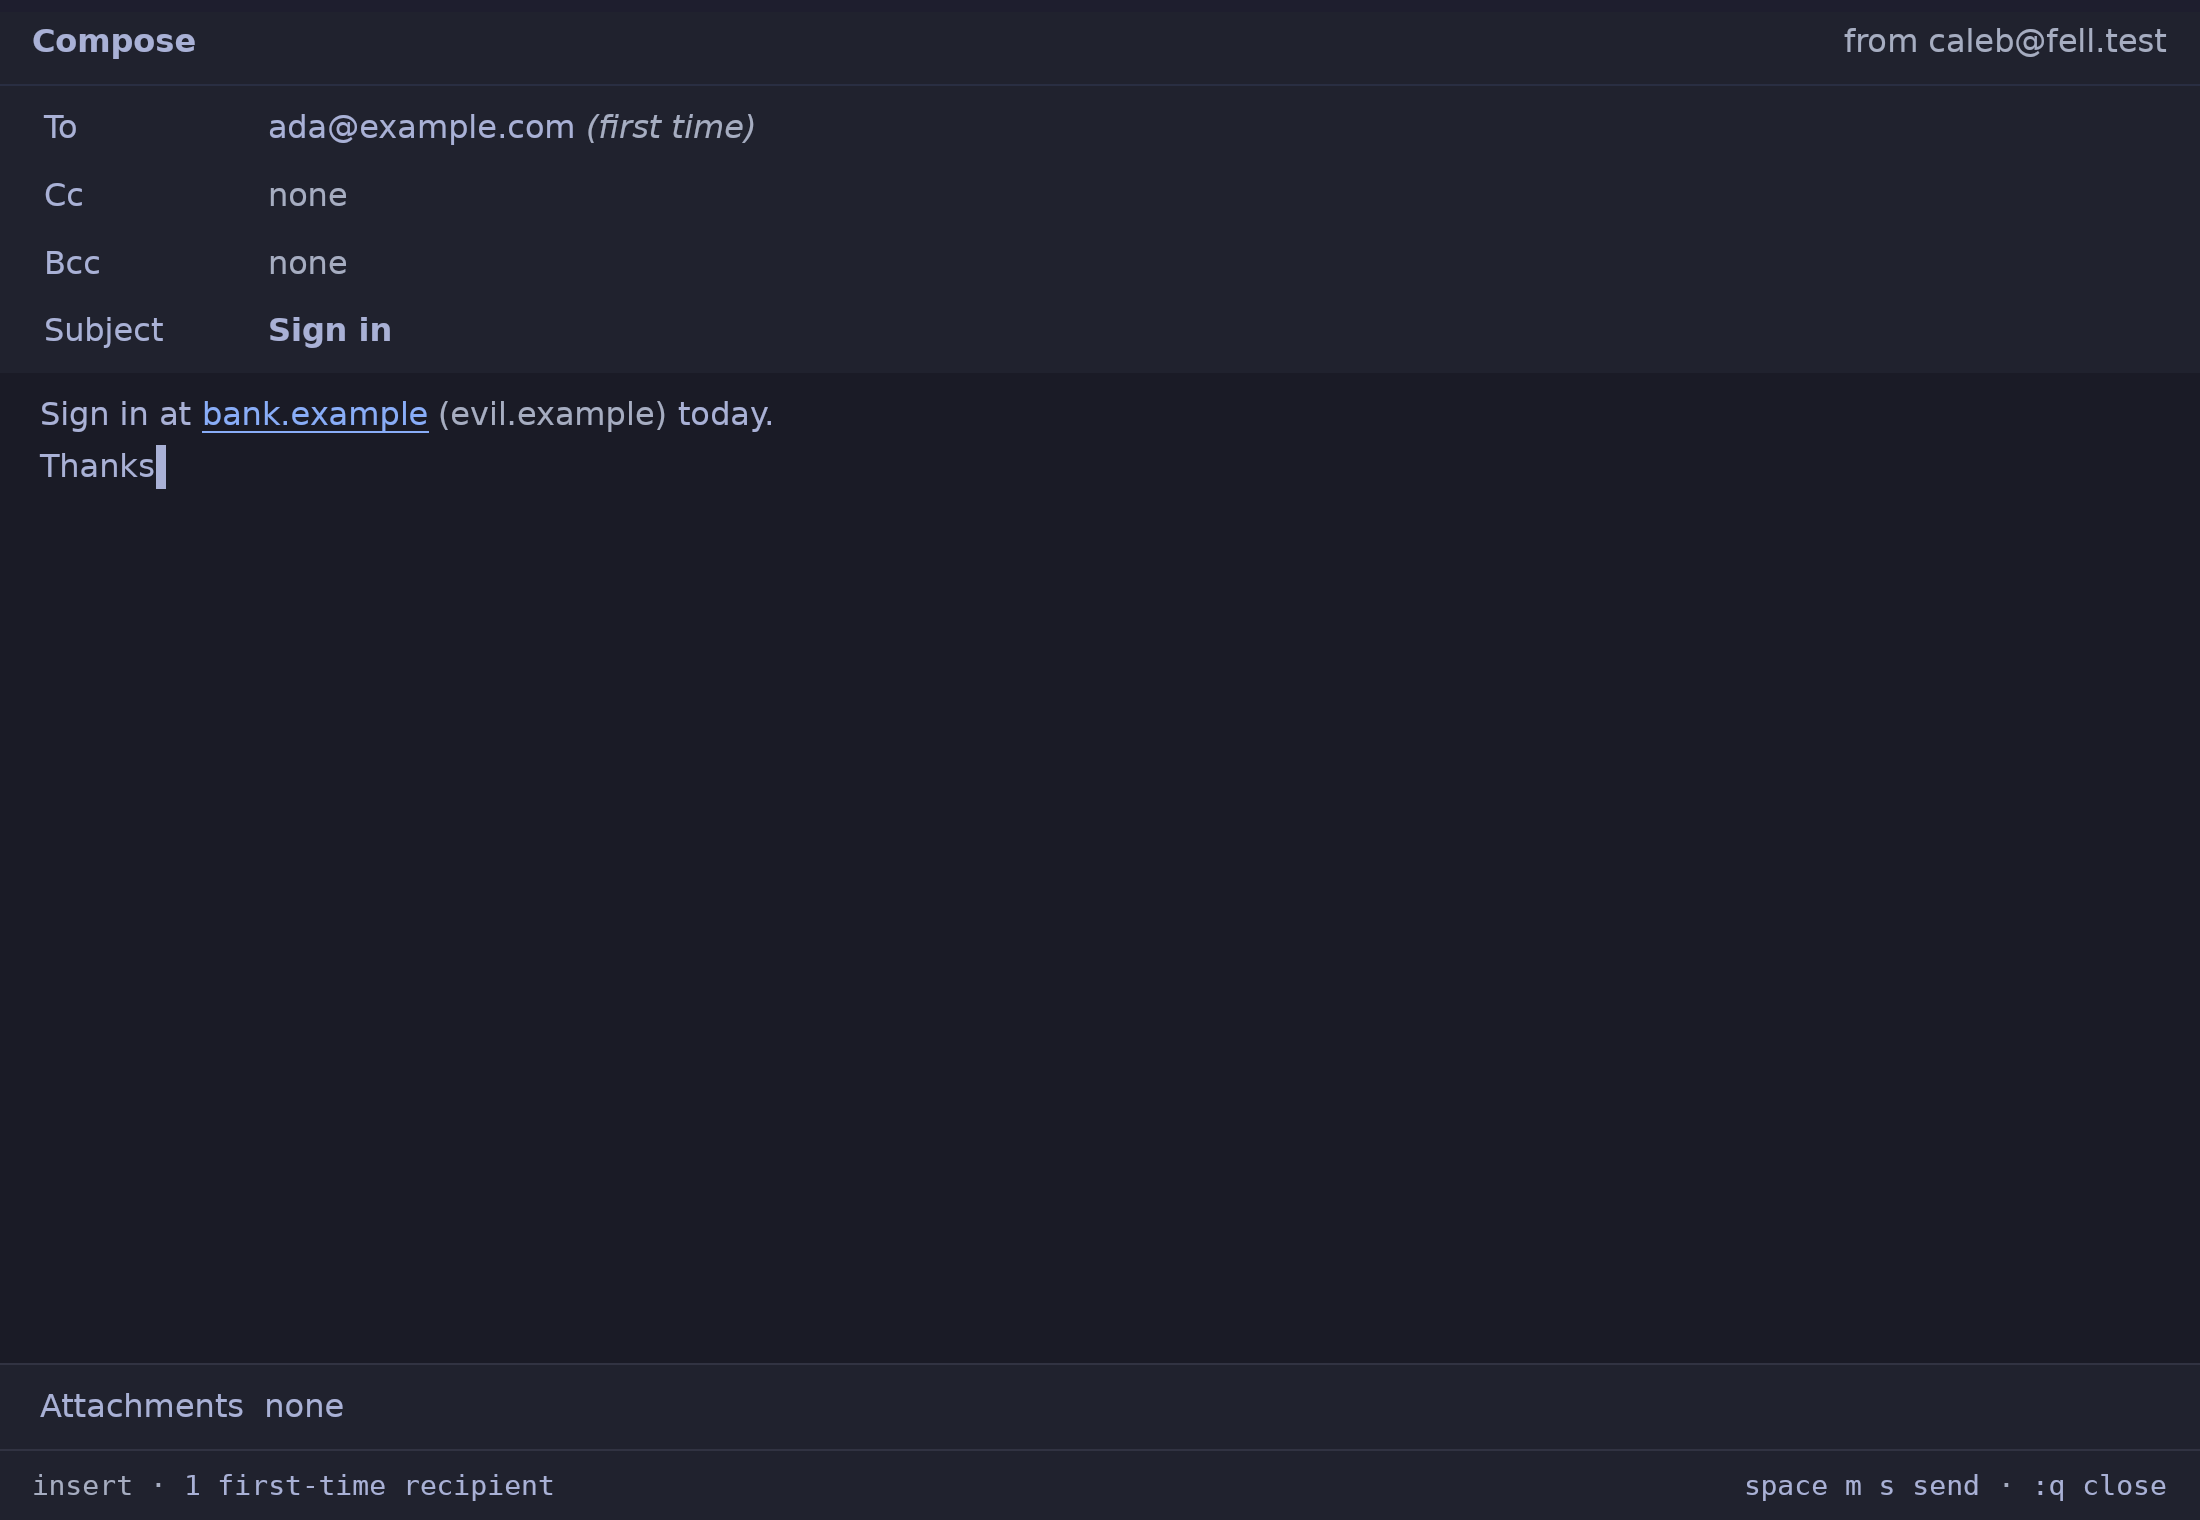 Compose from caleb@fell.test
To ada@example.com (first time)
Cc none
Bcc none
Subject Sign in
Sign in at bank.example (evil.example) today.
Thanks
Attachments none
insert · 1 first-time recipient space m s send · :q close